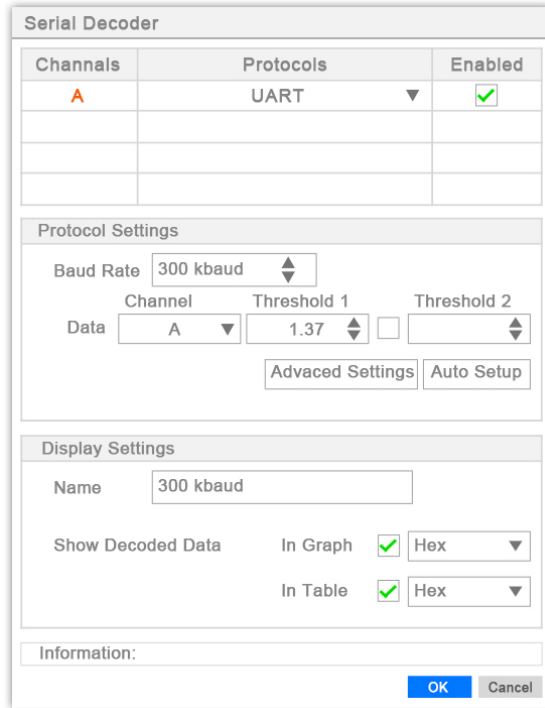 Serial Decoder
Channels Protocols Enabled
A UART
Protocol Settings
Baud Rate 300 kbaud
Channel Threshold 1 Threshold 2
Data A 1.37
Advaced Settings Auto Setup
Display Settings
Name 300 kbaud
Show Decoded Data In Graph Hex
In Table Hex
Information:
OK Cancel